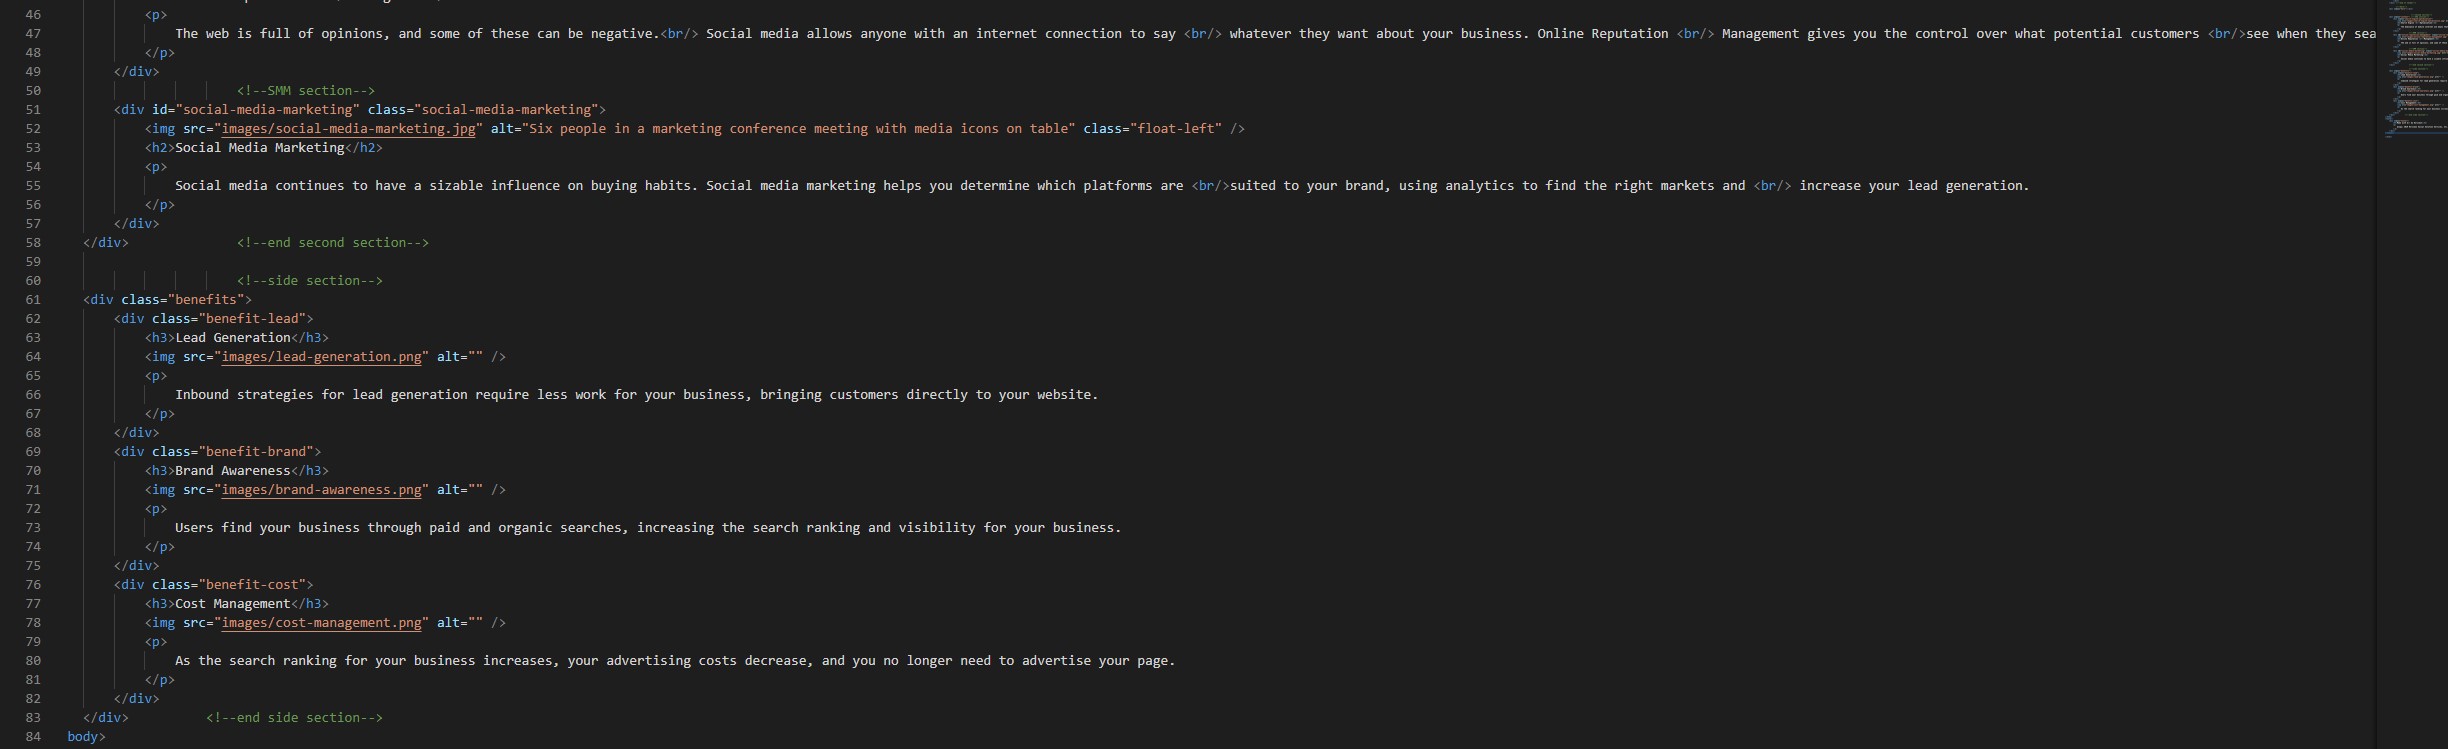 46 <p>
47 The web is full of opinions, and some of these can be negative.<br/> Social media allows anyone with an internet connection to say <br/> whatever they want about your business. Online Reputation <br/> Management gives you the control over what potential customers <br/>see when they sea
48 </p>
49 </div>
50 <!--SMM section-->
51 <div id="social-media-marketing" class="social-media-marketing">
52 <img src="images/social-media-marketing.jpg" alt="Six people in a marketing conference meeting with media icons on table" class="float-left" />
53 <h2>Social Media Marketing</h2>
54 <p>
55 Social media continues to have a sizable influence on buying habits. Social media marketing helps you determine which platforms are <br/>suited to your brand, using analytics to find the right markets and <br/> increase your lead generation.
56 </p>
57 </div>
58 </div> <!--end second section-->
59
60 <!--side section-->
61 <div class="benefits">
62 <div class="benefit-lead">
63 <h3>Lead Generation</h3>
64 <img src="images/lead-generation.png" alt="" />
65 <p>
66 Inbound strategies for lead generation require less work for your business, bringing customers directly to your website.
67 </p>
68 </div>
69 <div class="benefit-brand">
70 <h3>Brand Awareness</h3>
71 <img src="images/brand-awareness.png" alt="" />
72 <p>
73 Users find your business through paid and organic searches, increasing the search ranking and visibility for your business.
74 </p>
75 </div>
76 <div class="benefit-cost">
77 <h3>Cost Management</h3>
78 <img src="images/cost-management.png" alt="" />
79 <p>
80 As the search ranking for your business increases, your advertising costs decrease, and you no longer need to advertise your page.
81 </p>
82 </div>
83 </div> <!--end side section-->
84 body>